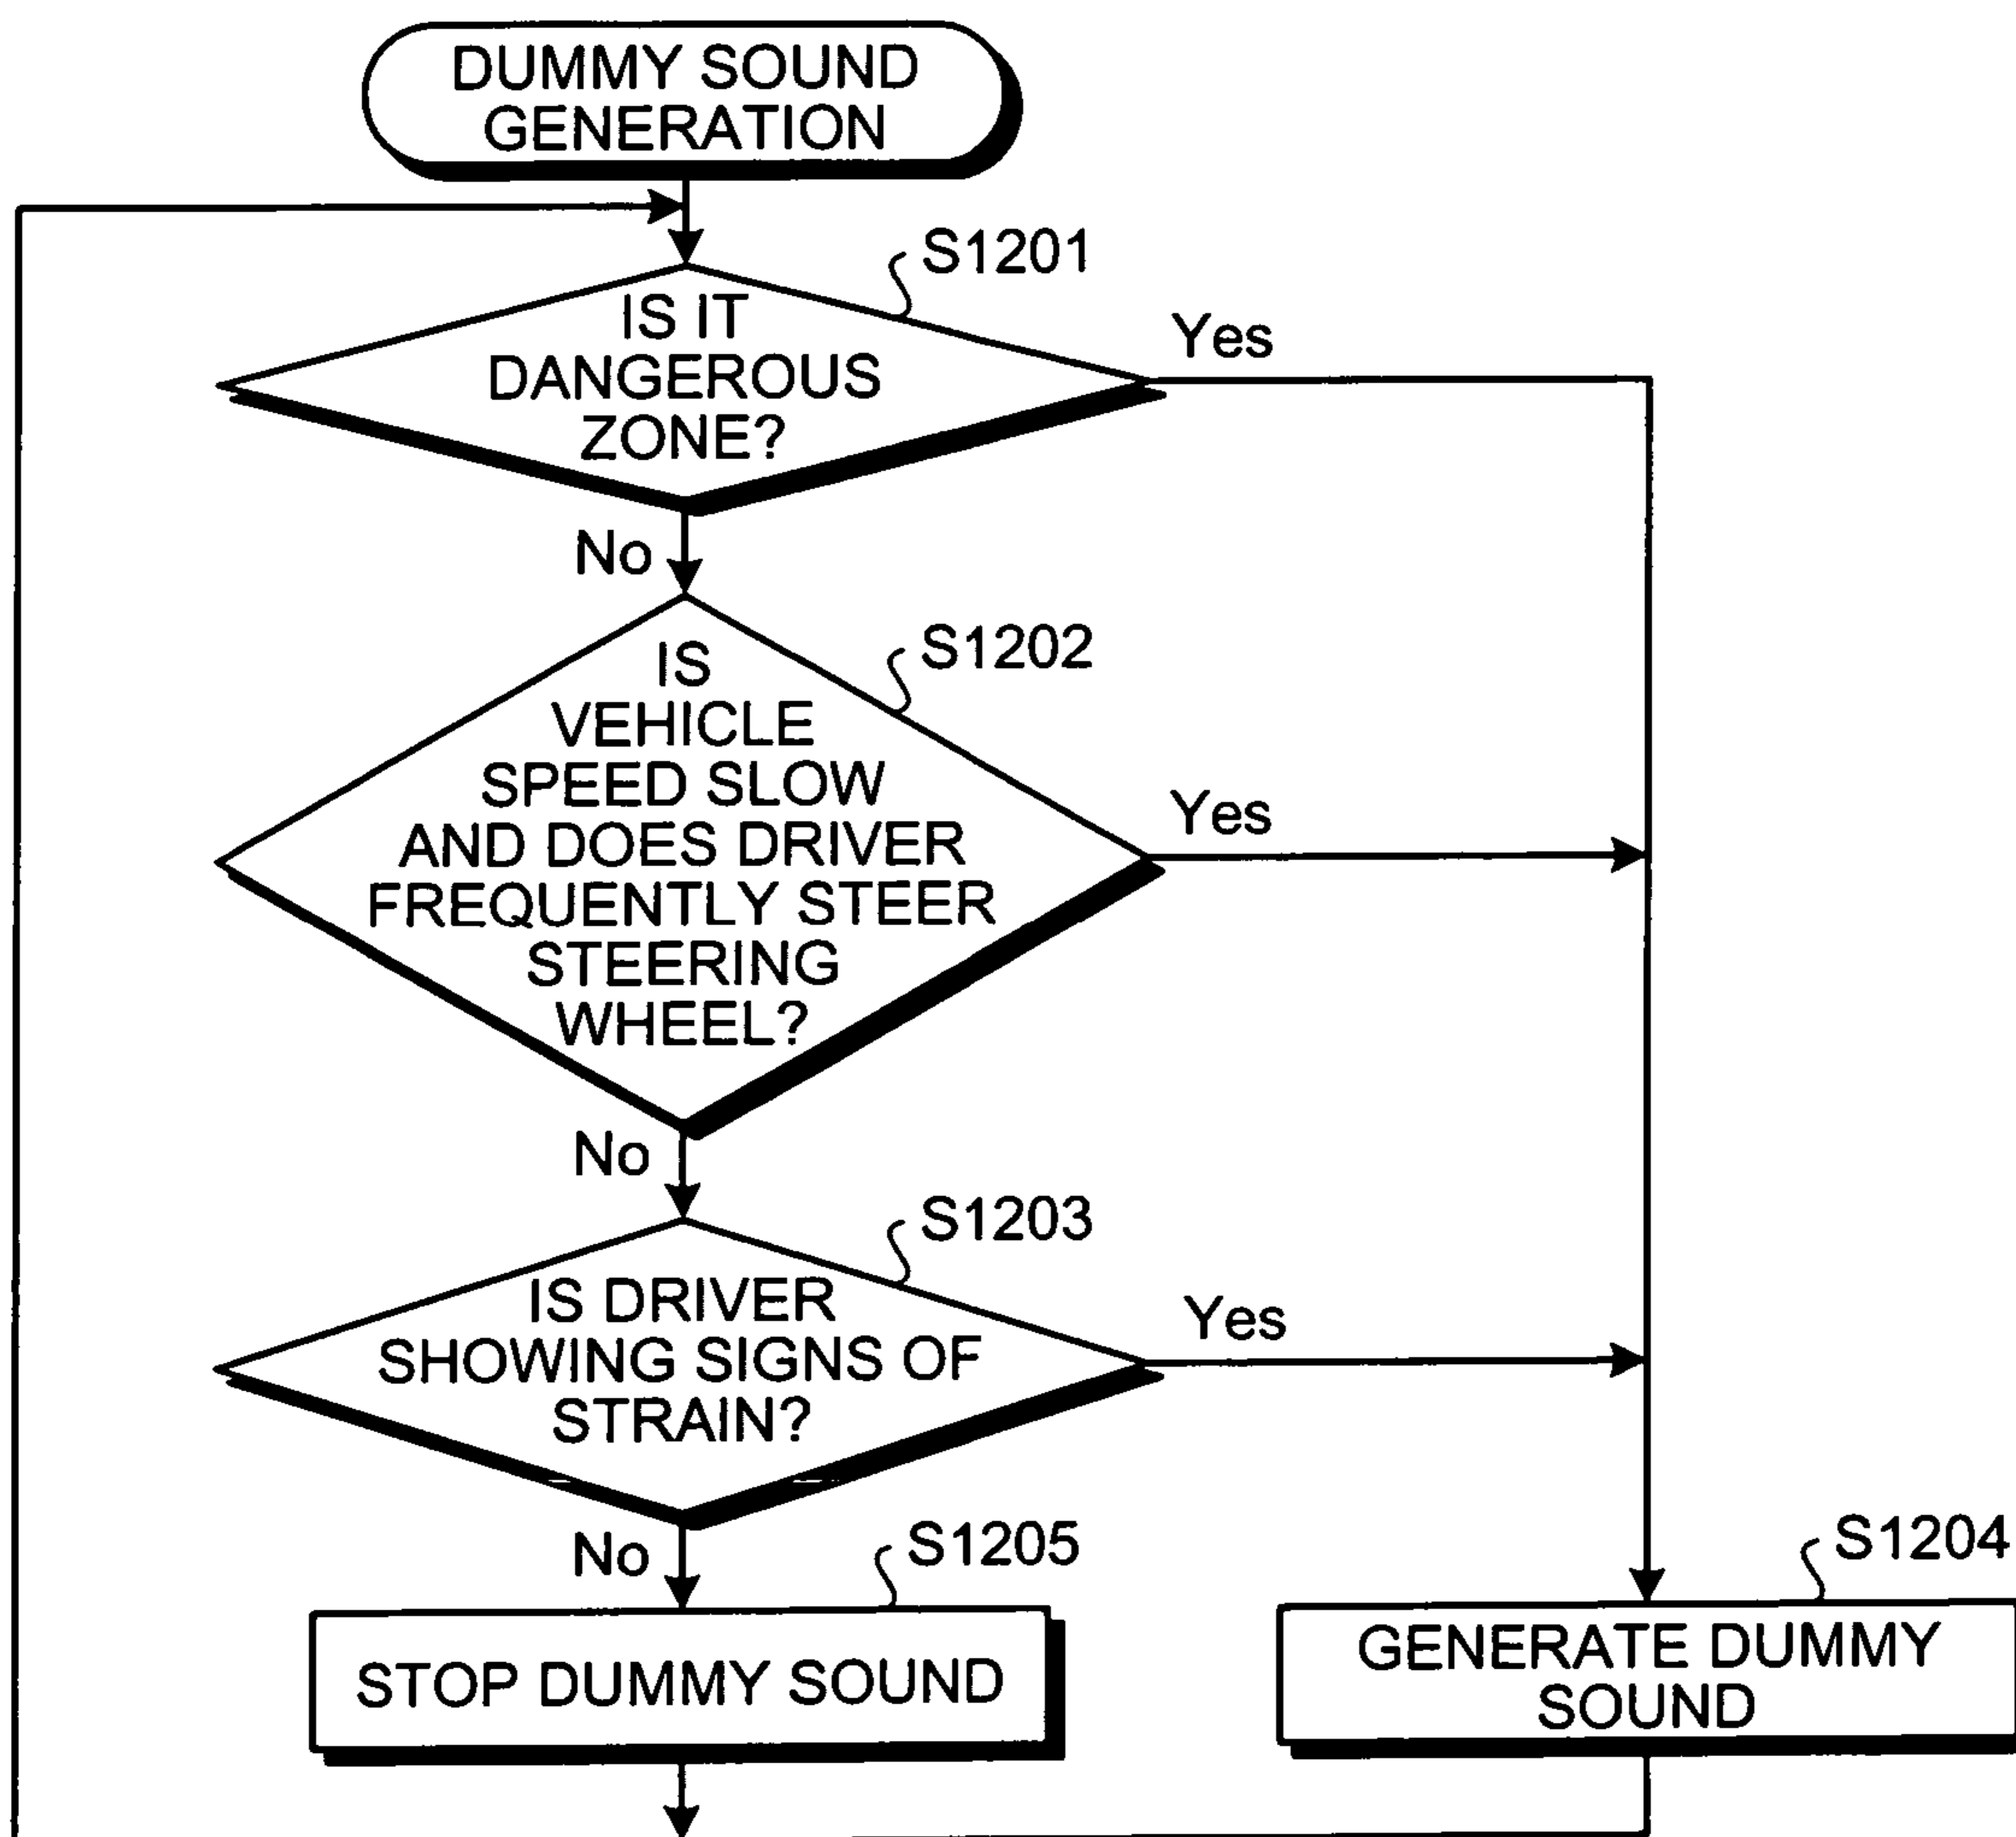 DUMMY SOUND
GENERATION
S1201
IS IT
DANGEROUS
ZONE?
Yes
No
S1202
IS
VEHICLE
SPEED SLOW
AND DOES DRIVER
FREQUENTLY STEER
STEERING
WHEEL?
Yes
No
S1203
IS DRIVER
SHOWING SIGNS OF
STRAIN?
Yes
No
S1205
STOP DUMMY SOUND
S1204
GENERATE DUMMY
SOUND